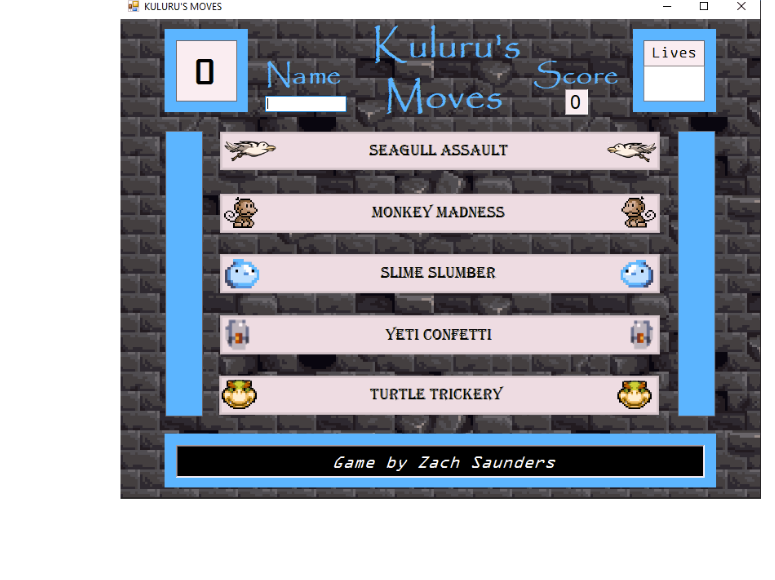 KULURU'S MOVES
0
Name
Kuluru's
Moves
Score
0
Lives
SEAGULL ASSAULT
MONKEY MADNESS
SLIME SLUMBER
YETI CONFETTI
TURTLE TRICKERY
Game by Zach Saunders